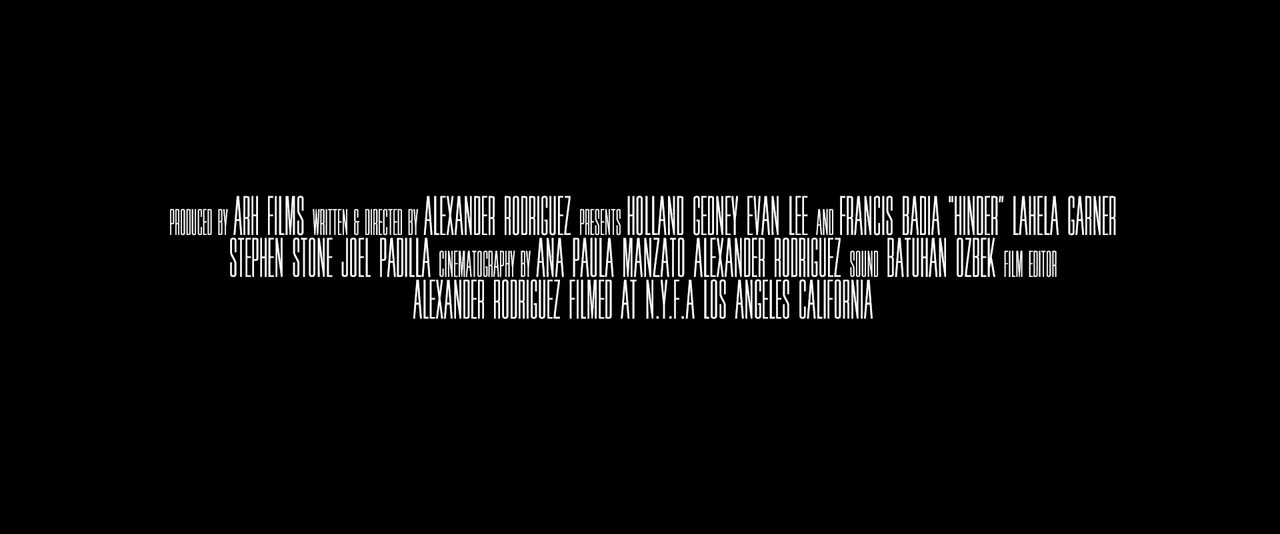 PRODUCED BY ARH FILMS WRITTEN & DIRECTED BY ALEXANDER RODRIGUEZ PRESENTS HOLLAND GEDNEY EVAN LEE AND FRANCIS BADIA "HINDER" LAHELA GARNER
STEPHEN STONE JOEL PADILLA CINEMATOGRAPHY BY ANA PAULA MANZATO ALEXANDER RODRIGUEZ SOUND BATUHAN OZBEK FILM EDITOR
ALEXANDER RODRIGUEZ FILMED AT N.Y.F.A LOS ANGELES CALIFORNIA